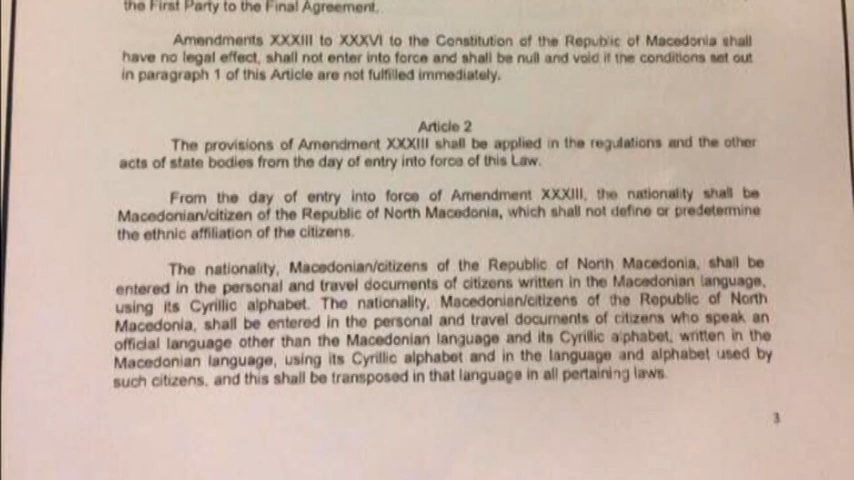 the First Party to the Final Agreement.
Amendments XXXIII to XXXVI to the Constitution of the Republic of Macedonia shall
have no legal effect, shall not enter into force and shall be null and void if the conditions set out
in paragraph 1 of this Article are not fulfilled immediately.
Article 2
The provisions of Amendment XXXIII shall be applied in the regulations and the other
acts of state bodies from the day of entry into force of this Law.
From the day of entry into force of Amendment XXXIII, the nationality shall be
Macedonian/citizen of the Republic of North Macedonia, which shall not define or predetermine
the ethnic affiliation of the citizens.
The nationality, Macedonian/citizens of the Republic of North Macedonia, shall be
entered in the personal and travel documents of citizens written in the Macedonian language,
using its Cyrillic alphabet. The nationality, Macedonian/citizens of the Republic of North
Macedonia, shall be entered in the personal and travel documents of citizens who speak an
official language other than the Macedonian language and its Cyrillic alphabet, written in the
Macedonian language, using its Cyrillic alphabet and in the language and alphabet used by
such citizens, and this shall be transposed in that language in all pertaining laws.
3